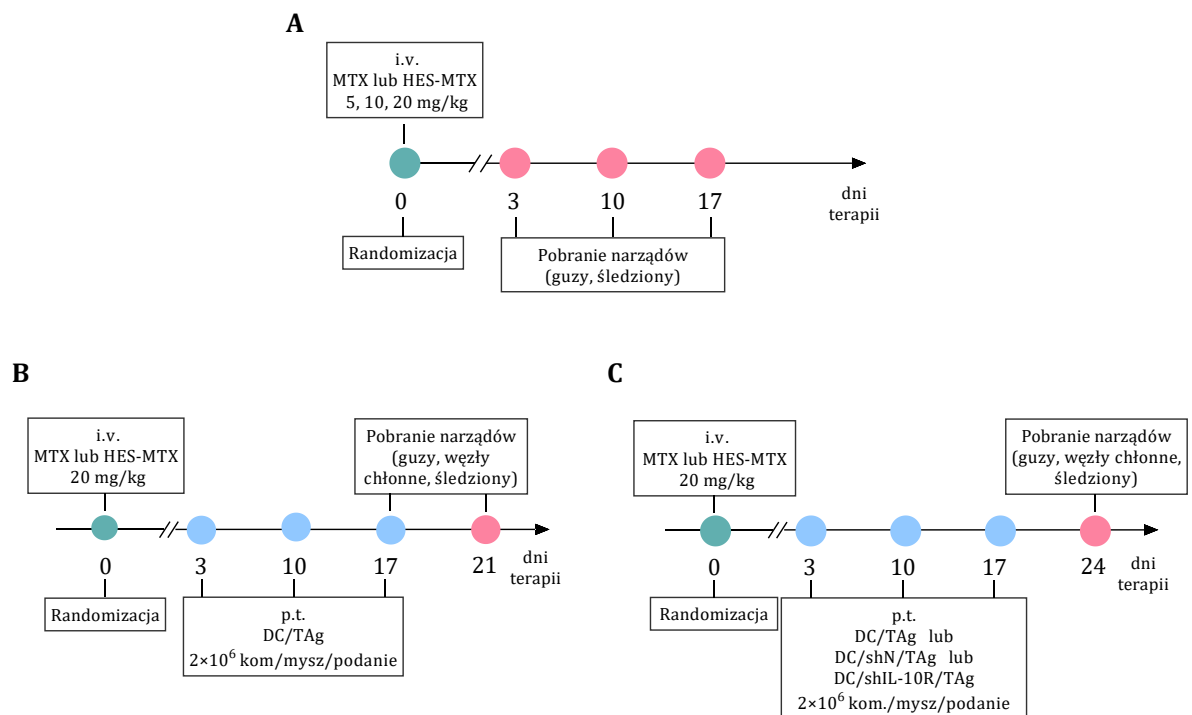 A
i.v.
MTX lub HES-MTX
5, 10, 20 mg/kg
0
3
10
17
dni
terapii
Randomizacja
Pobranie narządów
(guzy, śledziony)
B
i.v.
MTX lub HES-MTX
20 mg/kg
Pobranie narządów
(guzy, węzły
chłonne, śledziony)
0
3
10
17
21
dni
terapii
Randomizacja
p.t.
DC/TAg
2×10⁶ kom/mysz/podanie
C
i.v.
MTX lub HES-MTX
20 mg/kg
Pobranie narządów
(guzy, węzły chłonne,
śledziony)
0
3
10
17
24
dni
terapii
Randomizacja
p.t.
DC/TAg lub
DC/shN/TAg lub
DC/shIL-10R/TAg
2×10⁶ kom./mysz/podanie